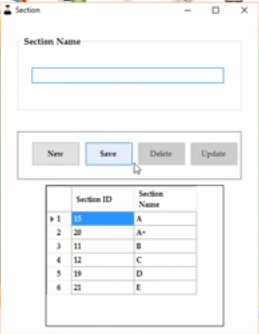 Section
Section Name
New Save Delete Update
Section ID Section Name
1 15 A
2 20 A+
3 11 B
4 12 C
5 19 D
6 21 E